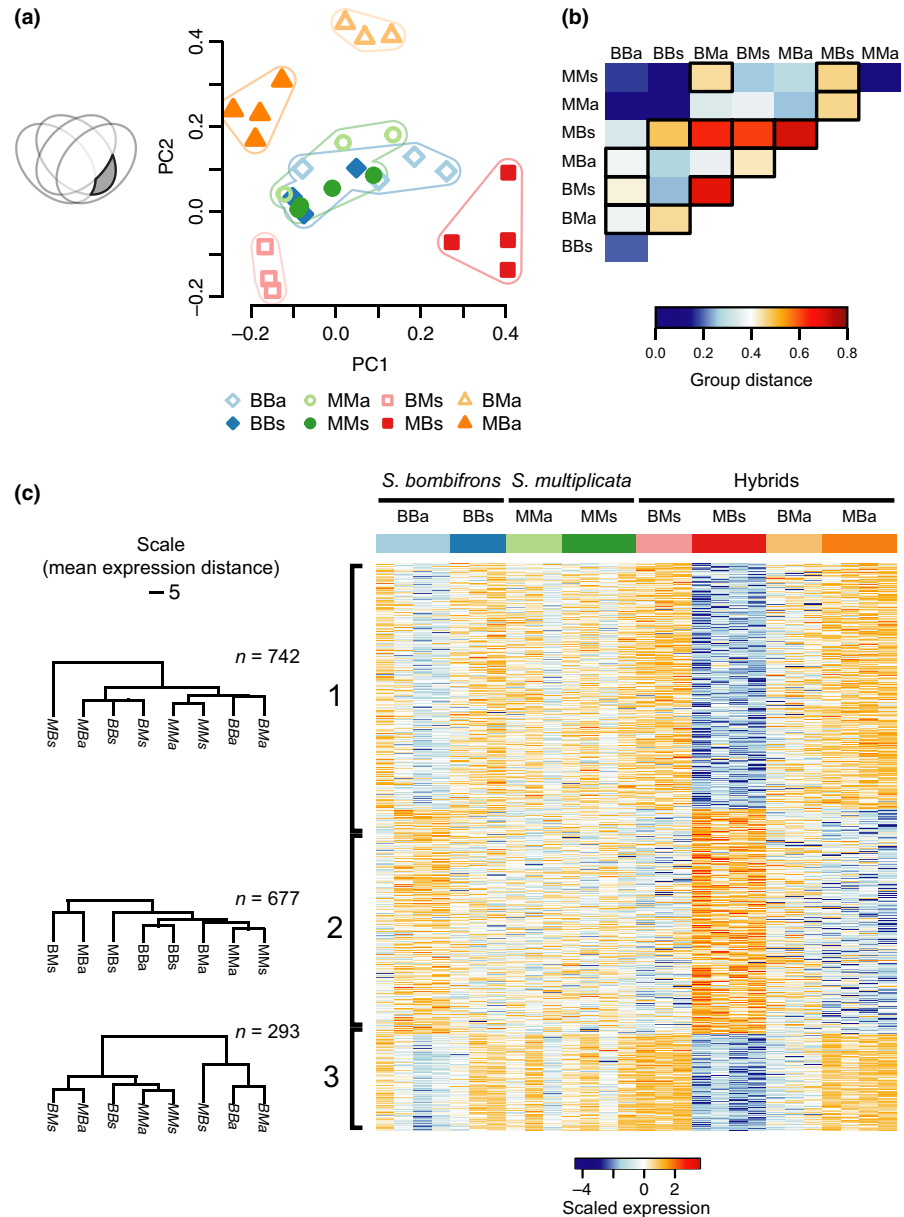 (a)
0.4
0.2
0.0
−0.2
PC2
−0.2 0.0 0.2 0.4
PC1
BBa MMa BMs BMa
BBs MMs MBs MBa
(b)
BBa BBs BMa BMs MBa MBs MMa
MMs
MMa
MBs
MBa
BMs
BMa
BBs
0.0 0.2 0.4 0.6 0.8
Group distance
(c)
S. bombifrons S. multiplicata Hybrids
BBa BBs MMa MMs BMs MBs BMa MBa
Scale
(mean expression distance)
5
n = 742
MBs MBa BBs BMs MMa MMs BBa BMa
1
n = 677
BMs MBa MBs BBa BBs BMa MMa MMs
2
n = 293
BMs MBa BBs MMa MMs MBs BBa BMa
3
−4 0 2
Scaled expression